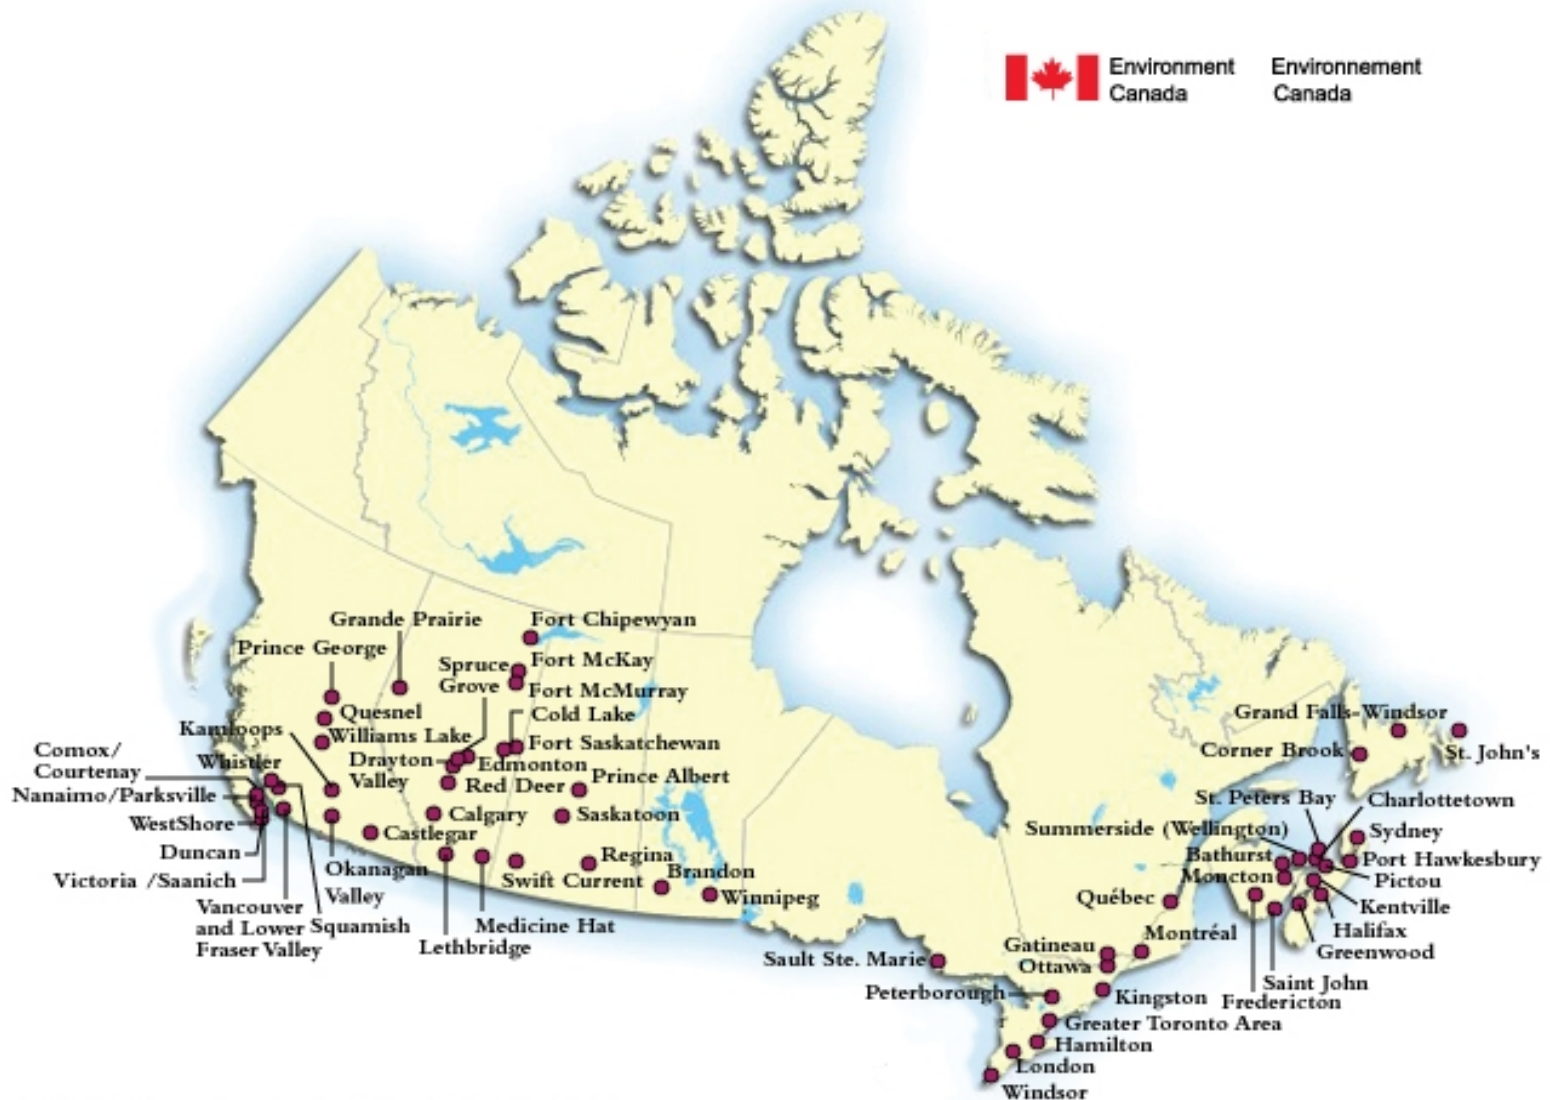 Environment
Canada
Environnement
Canada
Grande Prairie
Fort Chipewyan
Prince George
Spruce
Grove
Fort McKay
Fort McMurray
Quesnel
Cold Lake
Grand Falls-Windsor
Kamloops
Williams Lake
Fort Saskatchewan
Comox/
Courtenay
Whistler
Drayton
Valley
Edmonton
Corner Brook
St. John's
Red Deer
Prince Albert
Nanaimo/Parksville
St. Peters Bay
Charlottetown
WestShore
Calgary
Saskatoon
Summerside (Wellington)
Sydney
Castlegar
Duncan
Regina
Bathurst
Port Hawkesbury
Okanagan
Valley
Swift Current
Brandon
Moncton
Pictou
Victoria /Saanich
Winnipeg
Québec
Kentville
Vancouver
and Lower
Fraser Valley
Squamish
Medicine Hat
Montréal
Halifax
Lethbridge
Gatineau
Greenwood
Sault Ste. Marie
Ottawa
Saint John
Peterborough
Kingston
Fredericton
Greater Toronto Area
Hamilton
London
Windsor